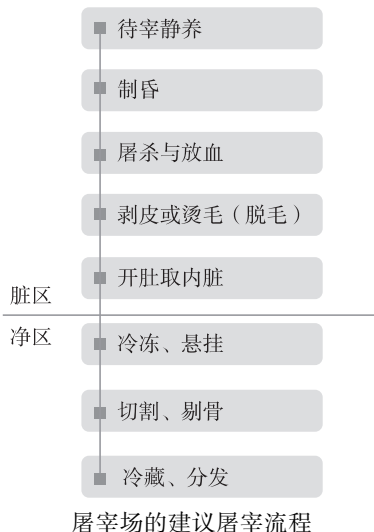 待宰静养
制昏
屠杀与放血
剥皮或烫毛（脱毛）
开肚取内脏
脏区
净区
冷冻、悬挂
切割、剔骨
冷藏、分发
屠宰场的建议屠宰流程